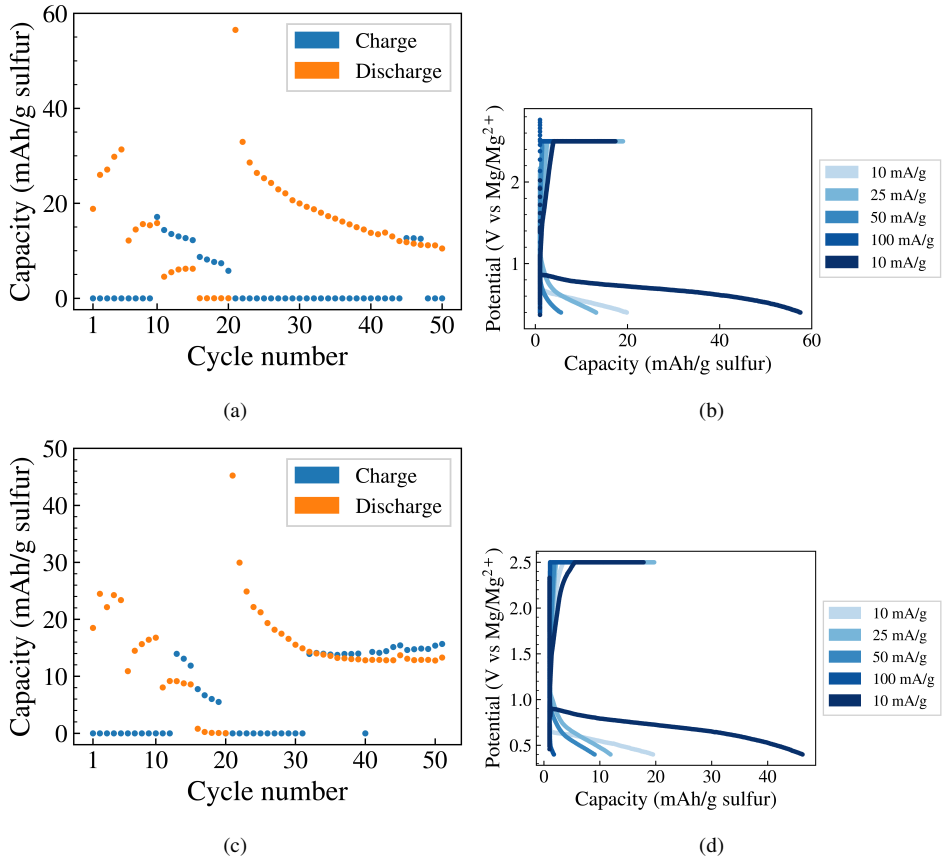 60
40
20
0
1
10
20
30
40
50
Capacity (mAh/g sulfur)
Cycle number
Charge
Discharge
(a)
2
1
0
20
40
60
Potential (V vs Mg/Mg²⁺)
Capacity (mAh/g sulfur)
10 mA/g
25 mA/g
50 mA/g
100 mA/g
10 mA/g
(b)
50
40
30
20
10
0
1
10
20
30
40
50
Capacity (mAh/g sulfur)
Cycle number
Charge
Discharge
(c)
2.5
2.0
1.5
1.0
0.5
0
20
30
40
10
Potential (V vs Mg/Mg²⁺)
Capacity (mAh/g sulfur)
10 mA/g
25 mA/g
50 mA/g
100 mA/g
10 mA/g
(d)